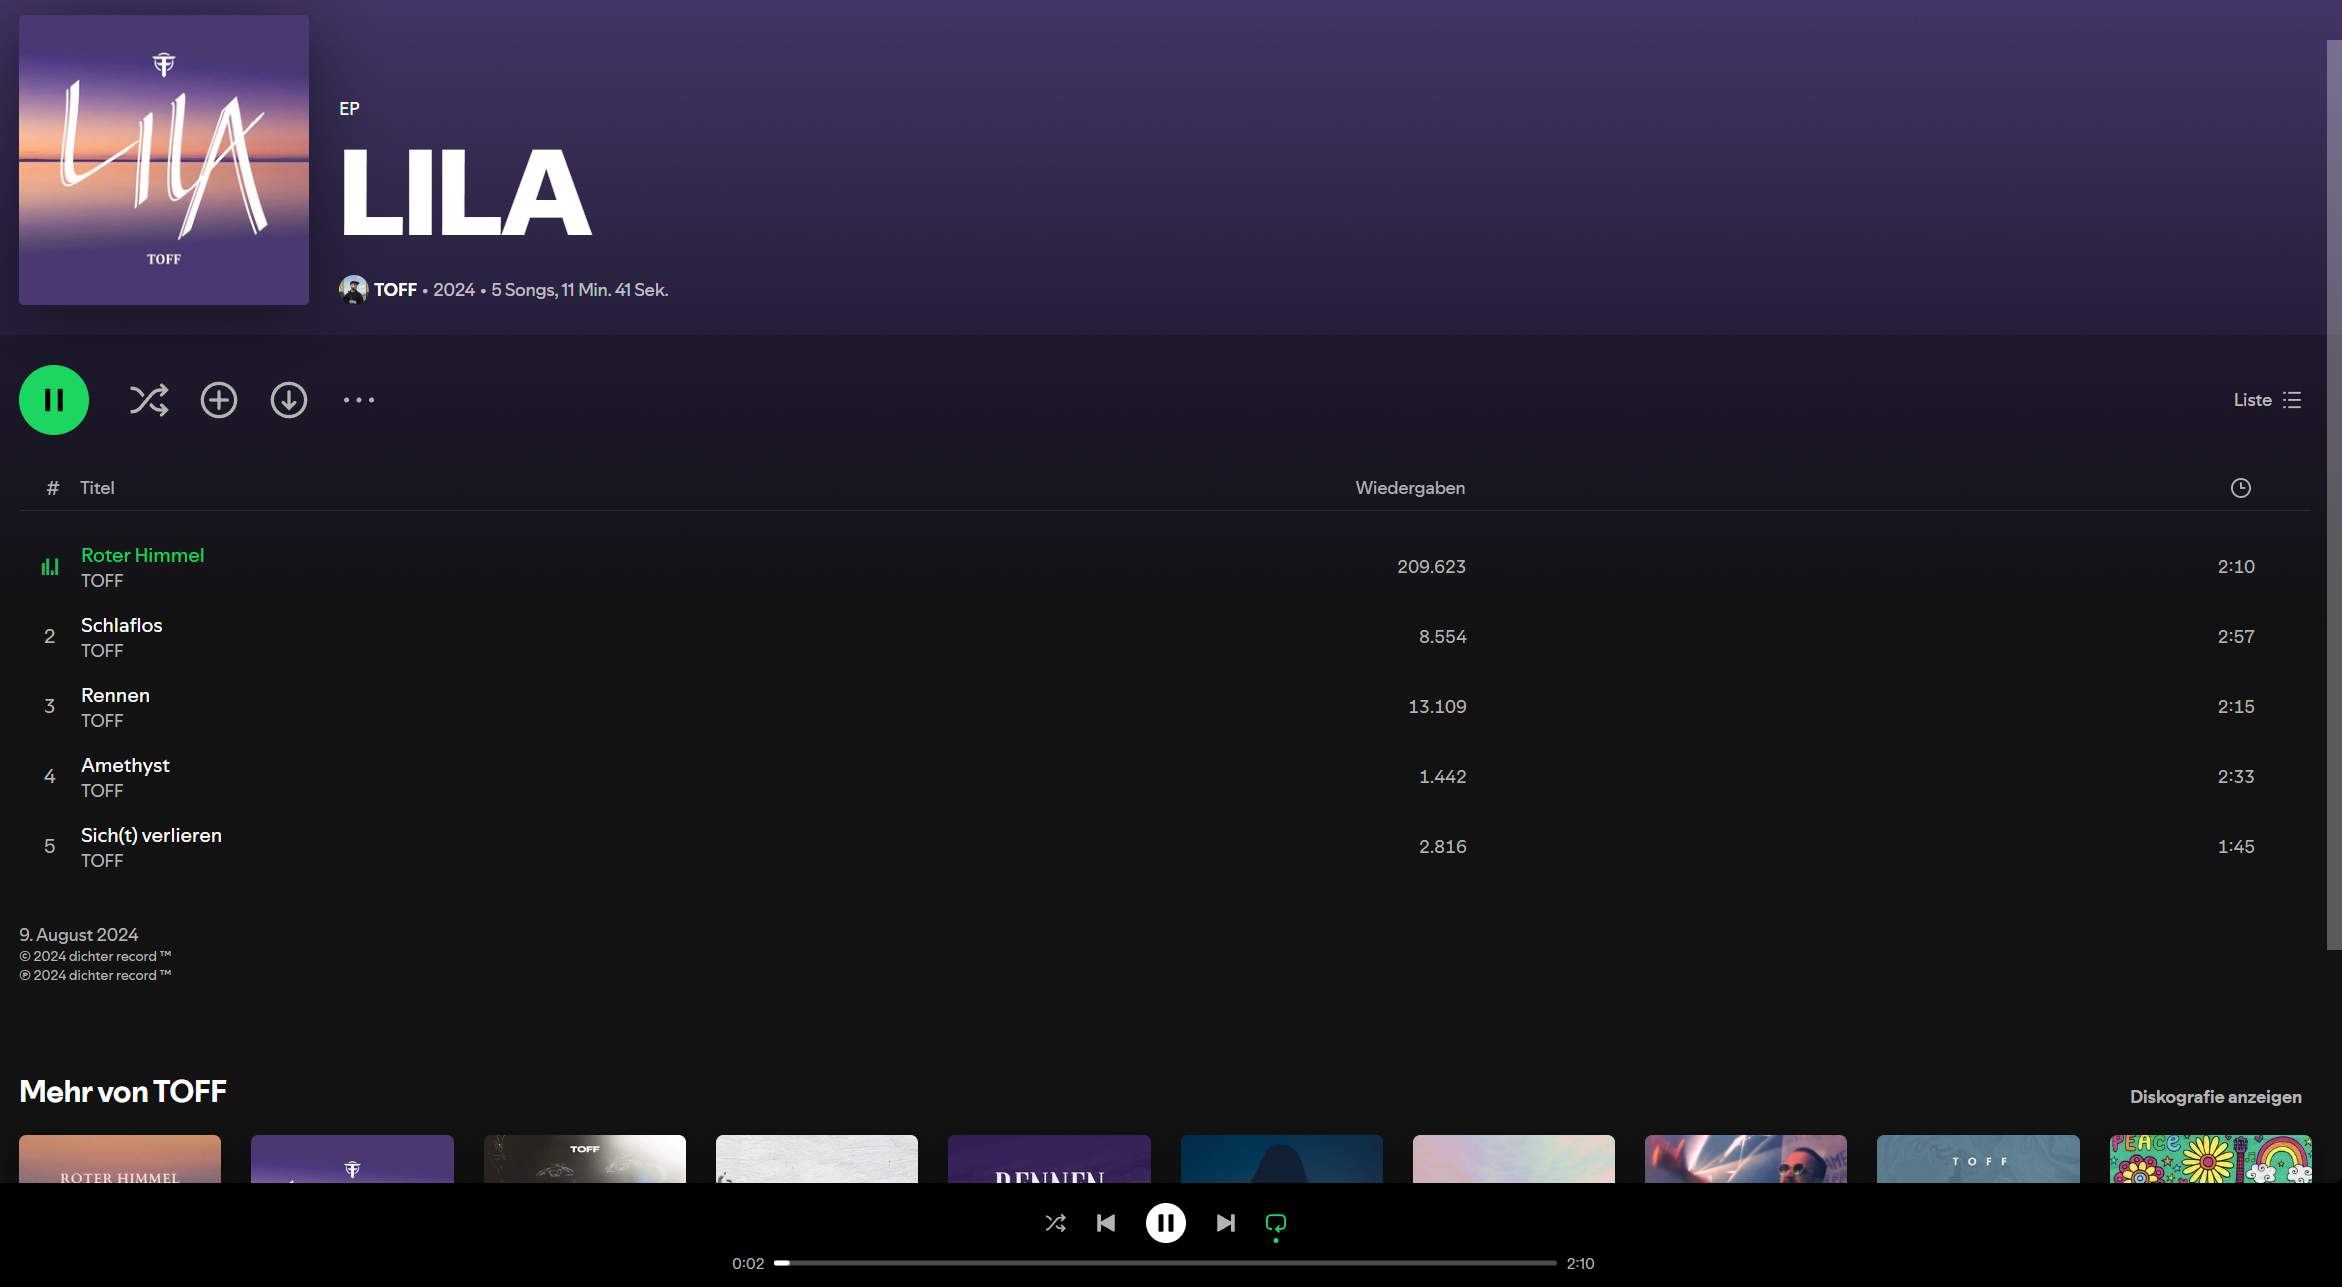 LILA
TOFF
EP
LILA
TOFF • 2024 • 5 Songs, 11 Min. 41 Sek.
Liste
# Titel Wiedergaben
Roter Himmel
TOFF
209.623 2:10
2 Schlaflos
TOFF
8.554 2:57
3 Rennen
TOFF
13.109 2:15
4 Amethyst
TOFF
1.442 2:33
5 Sich(t) verlieren
TOFF
2.816 1:45
9. August 2024
© 2024 dichter record ™
℗ 2024 dichter record ™
Mehr von TOFF
Diskografie anzeigen
ROTER HIMMEL
TOFF
RENNEN
TOFF
PEACE
0:02 2:10